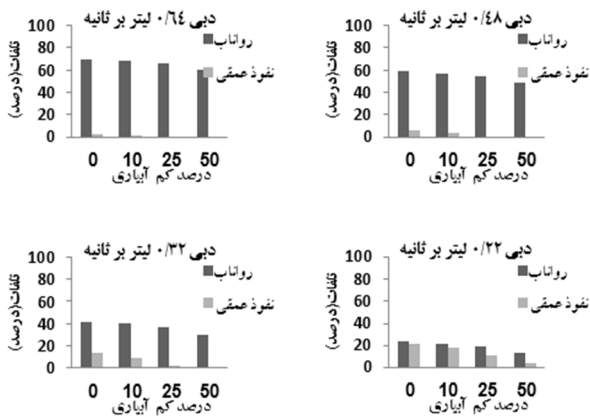 دبی ۰/۶۴ لیتر بر ثانیه
تلفات(درصد)
100
80
60
40
20
0
رواناب
نفوذ عمقی
0 10 25 50
درصد کم آبیاری
دبی ۰/۴۸ لیتر بر ثانیه
تلفات(درصد)
100
80
60
40
20
0
رواناب
نفوذ عمقی
0 10 25 50
درصد کم آبیاری
دبی ۰/۳۲ لیتر بر ثانیه
تلفات(درصد)
100
80
60
40
20
0
رواناب
نفوذ عمقی
0 10 25 50
درصد کم آبیاری
دبی ۰/۲۲ لیتر بر ثانیه
تلفات(درصد)
100
80
60
40
20
0
رواناب
نفوذ عمقی
0 10 25 50
درصد کم آبیاری